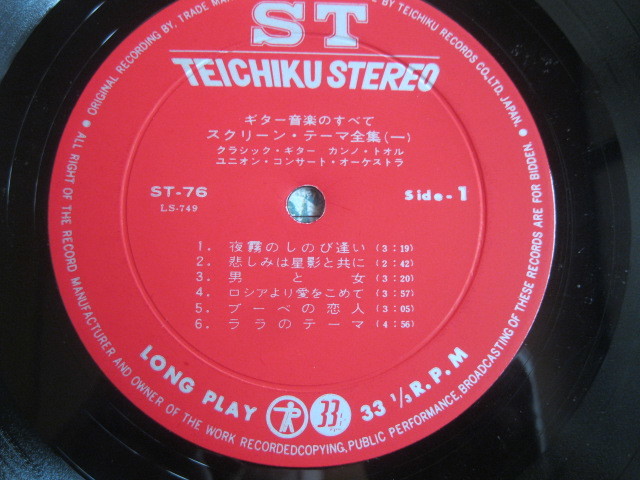 ST
TEICHIKU STEREO
ギター音楽のすべて
スクリーン・テーマ全集(一)
クラシック・ギター カンノ・トオル
ユニオン・コンサート・オーケストラ
ST-76
LS-749
Side-1
1. 夜霧のしのび逢い (3:19)
2. 悲しみは星影と共に (2:42)
3. 男と女 (3:20)
4. ロシアより愛をこめて (3:57)
5. ブーベの恋人 (3:05)
6. ララのテーマ (4:56)
LONG PLAY 33 1/3 R.P.M
33⅓
ALL RIGHT OF THE RECORD MANUFACTURER AND OWNER OF THE WORK RECORDED COPYING, PUBLIC PERFORMANCE, BROADCASTING OF THESE RECORDS ARE FOR BIDDEN.
ORIGINAL RECORDING BY, TRADE BY TEICHIKU RECORDS CO., LTD, JAPAN.